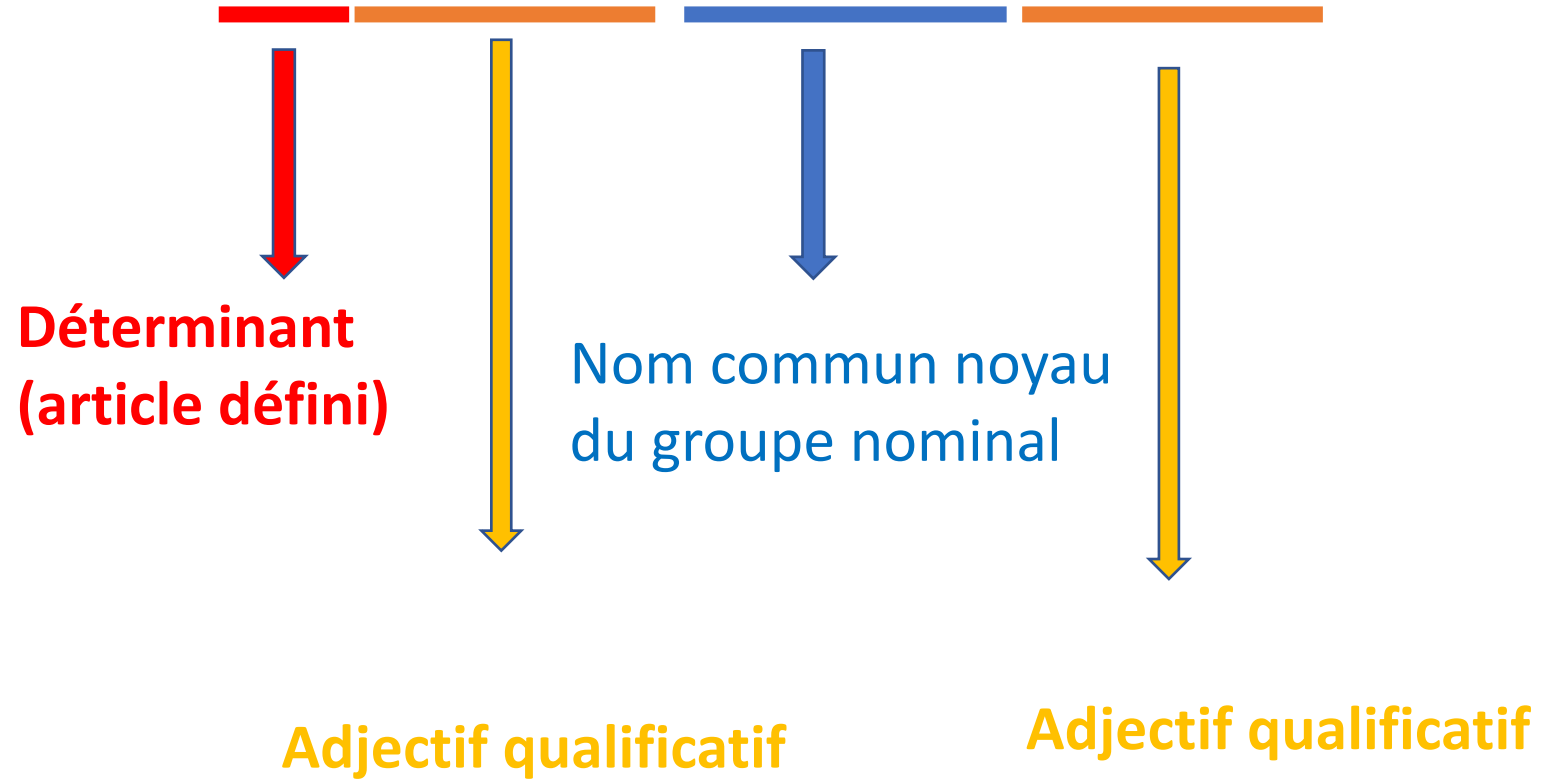 Déterminant
(article défini)
Nom commun noyau
du groupe nominal
Adjectif qualificatif
Adjectif qualificatif